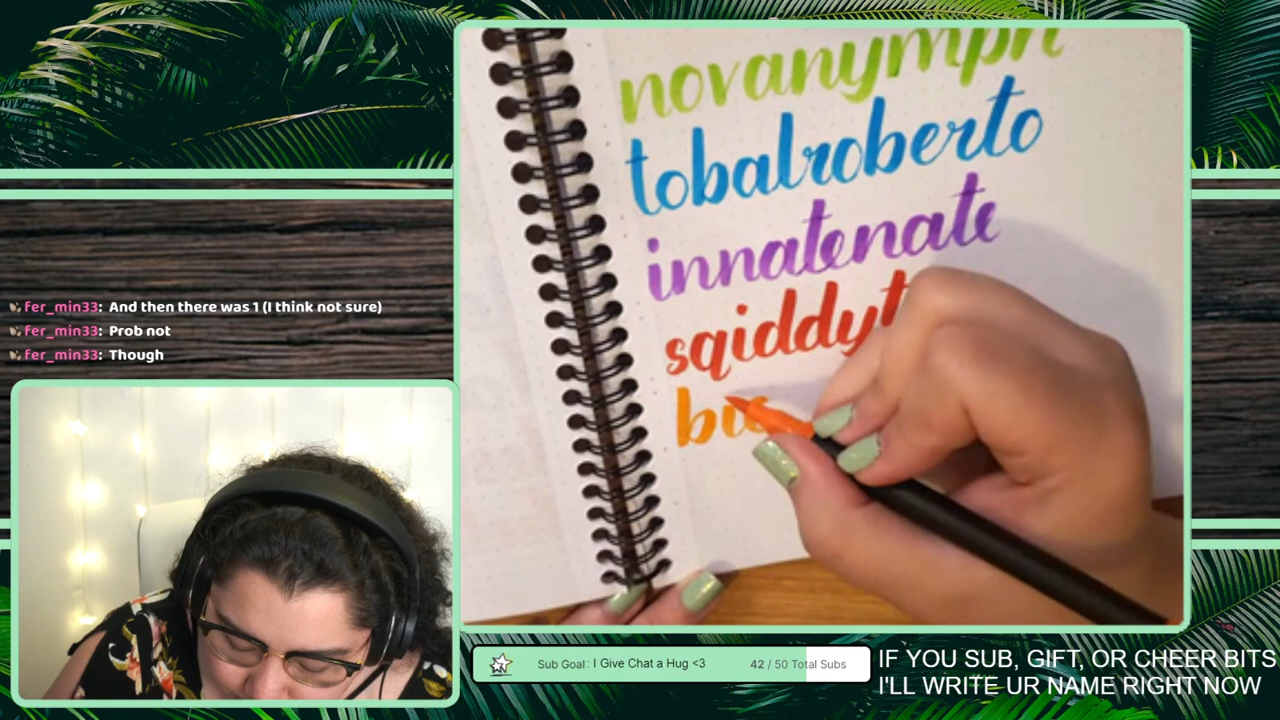 novanymph
tobalroberto
innatenate
fer_min33: And then there was 1 (I think not sure)
fer_min33: Prob not
fer_min33: Though
Sub Goal: I Give Chat a Hug <3 42 / 50 Total Subs
IF YOU SUB, GIFT, OR CHEER BITS
I'LL WRITE UR NAME RIGHT NOW